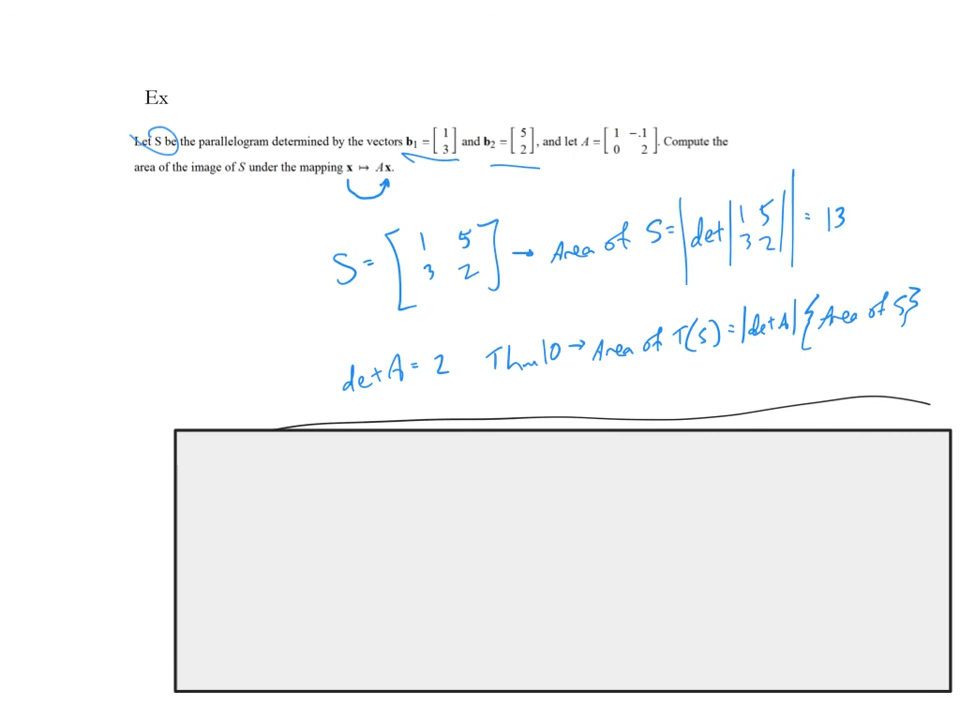 Ex
Let S be the parallelogram determined by the vectors b₁ = [1 3] and b₂ = [5 2], and let A = [1 −.1 0 2]. Compute the
area of the image of S under the mapping x ↦ Ax.
S = [1 5 3 2] → Area of S = |det |1 5 3 2|| = 13
det A = 2 Thm 10 → Area of T(S) = |det A| {Area of S}